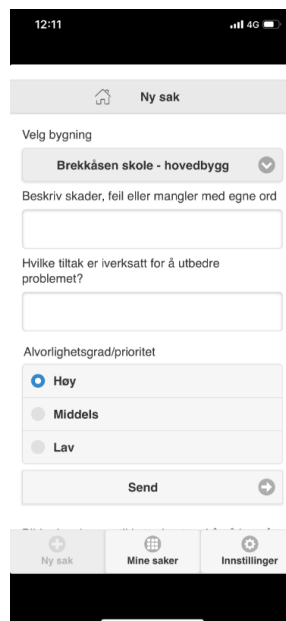 12:11
4G
Ny sak
Velg bygning
Brekkåsen skole - hovedbygg
Beskriv skader, feil eller mangler med egne ord
Hvilke tiltak er iverksatt for å utbedre
problemet?
Alvorlighetsgrad/prioritet
Høy
Middels
Lav
Send
Ny sak
Mine saker
Innstillinger